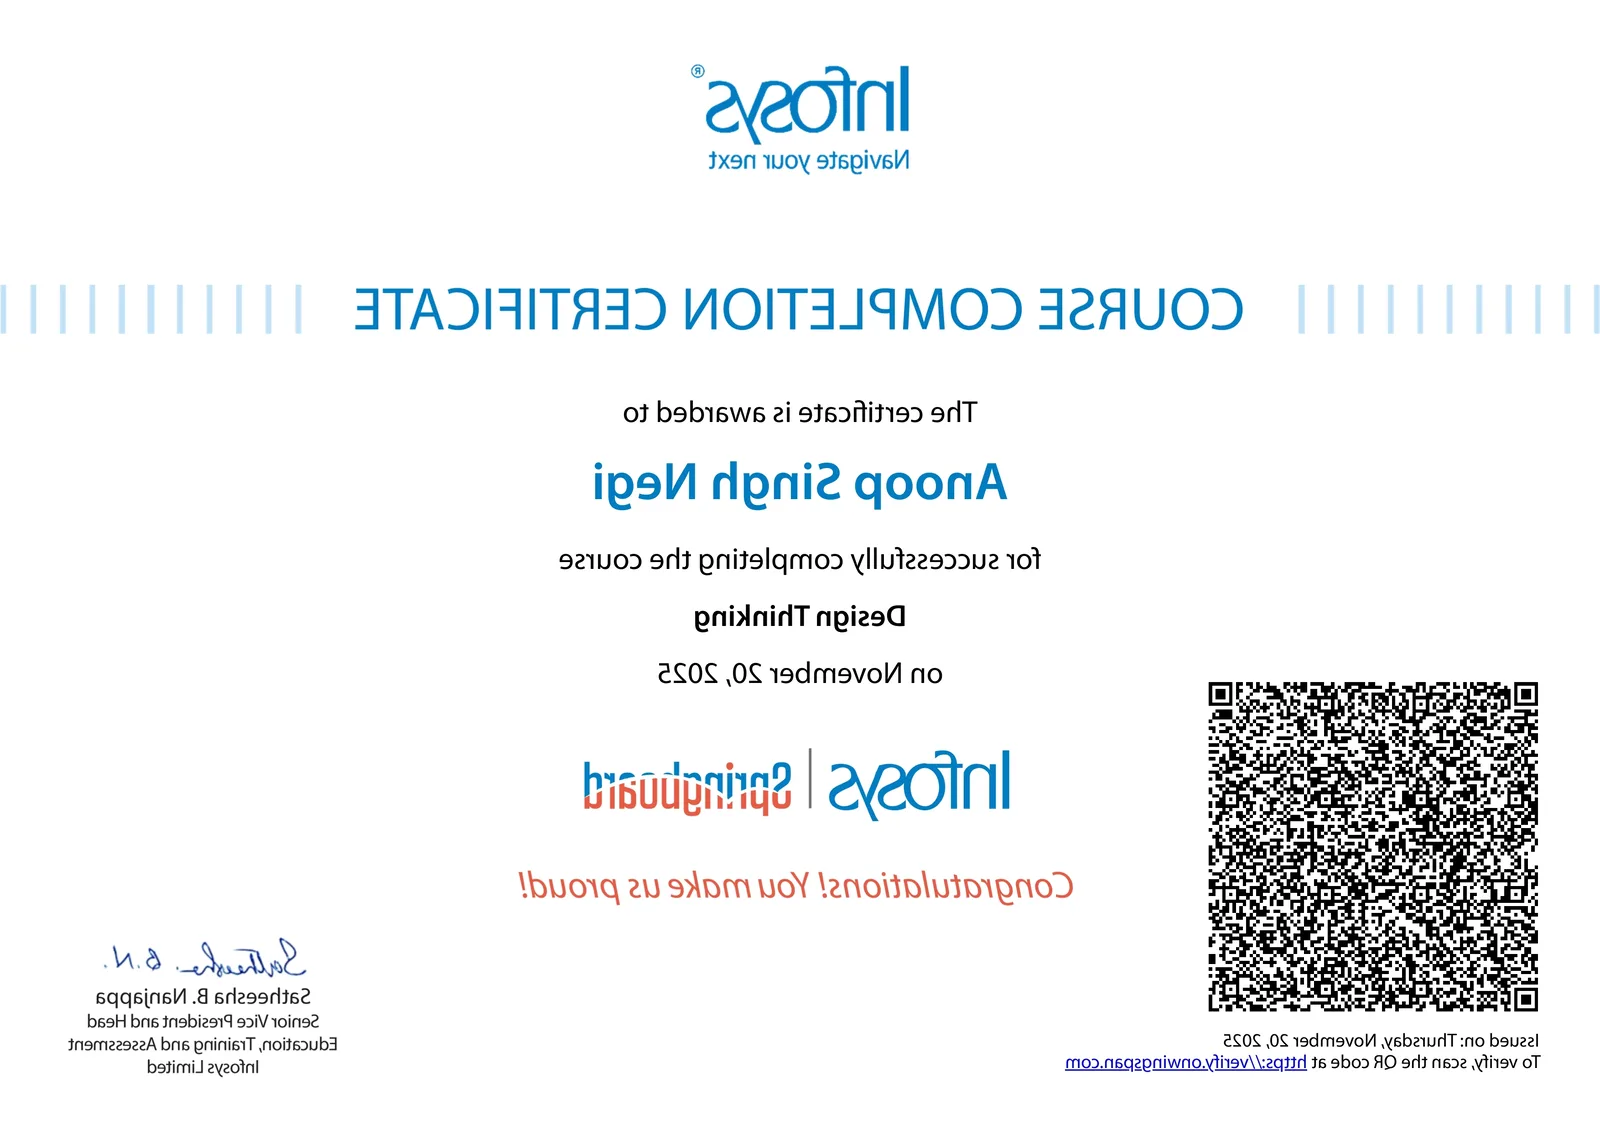 Infosys®
Navigate your next
COURSE COMPLETION CERTIFICATE
The certificate is awarded to
Anoop Singh Negi
for successfully completing the course
Design Thinking
on November 20, 2025
Infosys | Springboard
Congratulations! You make us proud!
Satheesha B. N.
Satheesha B. Nanjappa
Senior Vice President and Head
Education, Training and Assessment
Infosys Limited
Issued on: Thursday, November 20, 2025
To verify, scan the QR code at https://verify.onwingspan.com